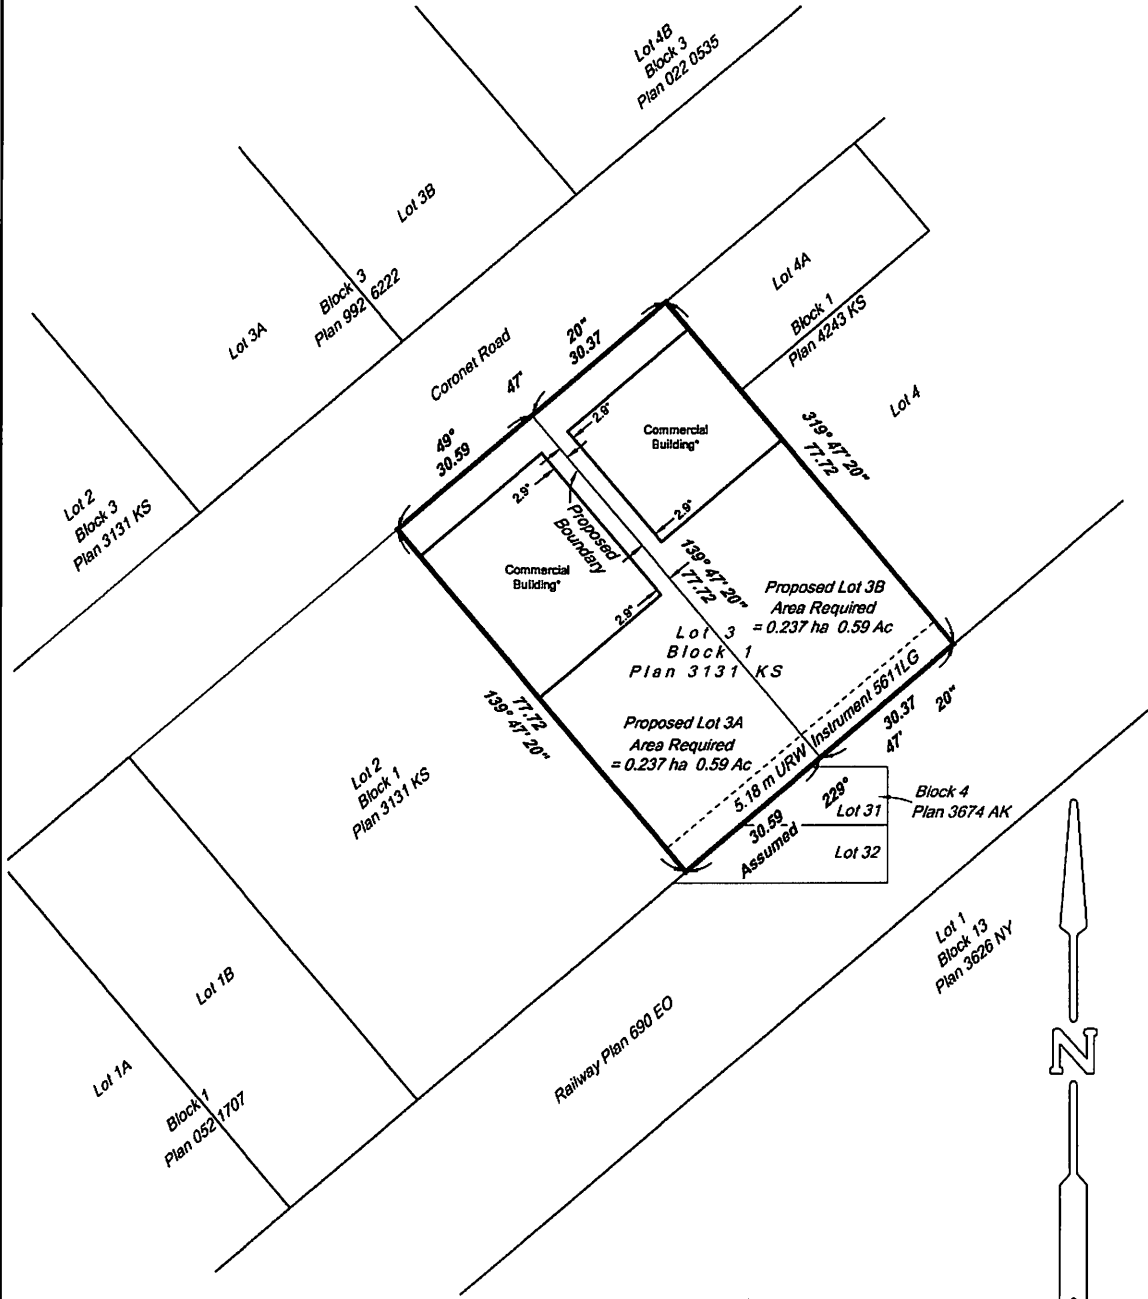 Lot 4B
Block 3
Plan 022 0535
Lot 3B
Block 3
Plan 992 6222
Lot 3A
Lot 2
Block 3
Plan 3131 KS
Coronet Road
Lot 4A
Block 1
Plan 4243 KS
Lot 4
49°
47'
20"
30.59
30.37
319° 47' 20"
77.72
2.9*
Commercial
Building*
2.9*
2.9*
Commercial
Building*
2.9*
Proposed
Boundary
139° 47' 20"
77.72
Proposed Lot 3B
Area Required
= 0.237 ha 0.59 Ac
Lot 3
Block 1
Plan 3131 KS
77.72
139° 47' 20"
Proposed Lot 3A
Area Required
= 0.237 ha 0.59 Ac
5.18 m URW Instrument 5611LG
30.37
229°
47'
20"
30.59
Assumed
Lot 31
Lot 32
Block 4
Plan 3674 AK
Lot 2
Block 1
Plan 3131 KS
Lot 1
Block 13
Plan 3626 NY
Lot 1B
Lot 1A
Block 1
Plan 052 1707
Railway Plan 690 EO
N